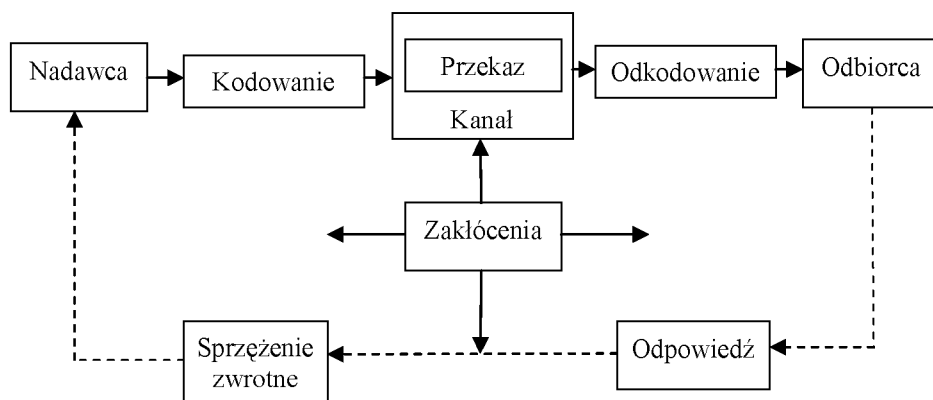 Nadawca
Kodowanie
Przekaz
Kanał
Odkodowanie
Odbiorca
Zakłócenia
Sprzężenie
zwrotne
Odpowiedź